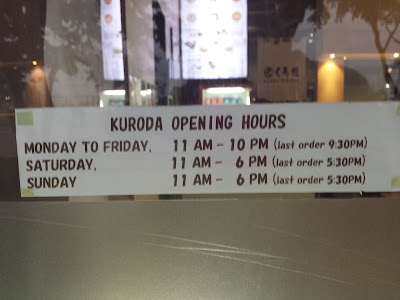 KURODA OPENING HOURS
MONDAY TO FRIDAY, 11 AM - 10 PM (last order 9:30PM)
SATURDAY, 11 AM - 6 PM (last order 5:30PM)
SUNDAY 11 AM - 6 PM (last order 5:30PM)